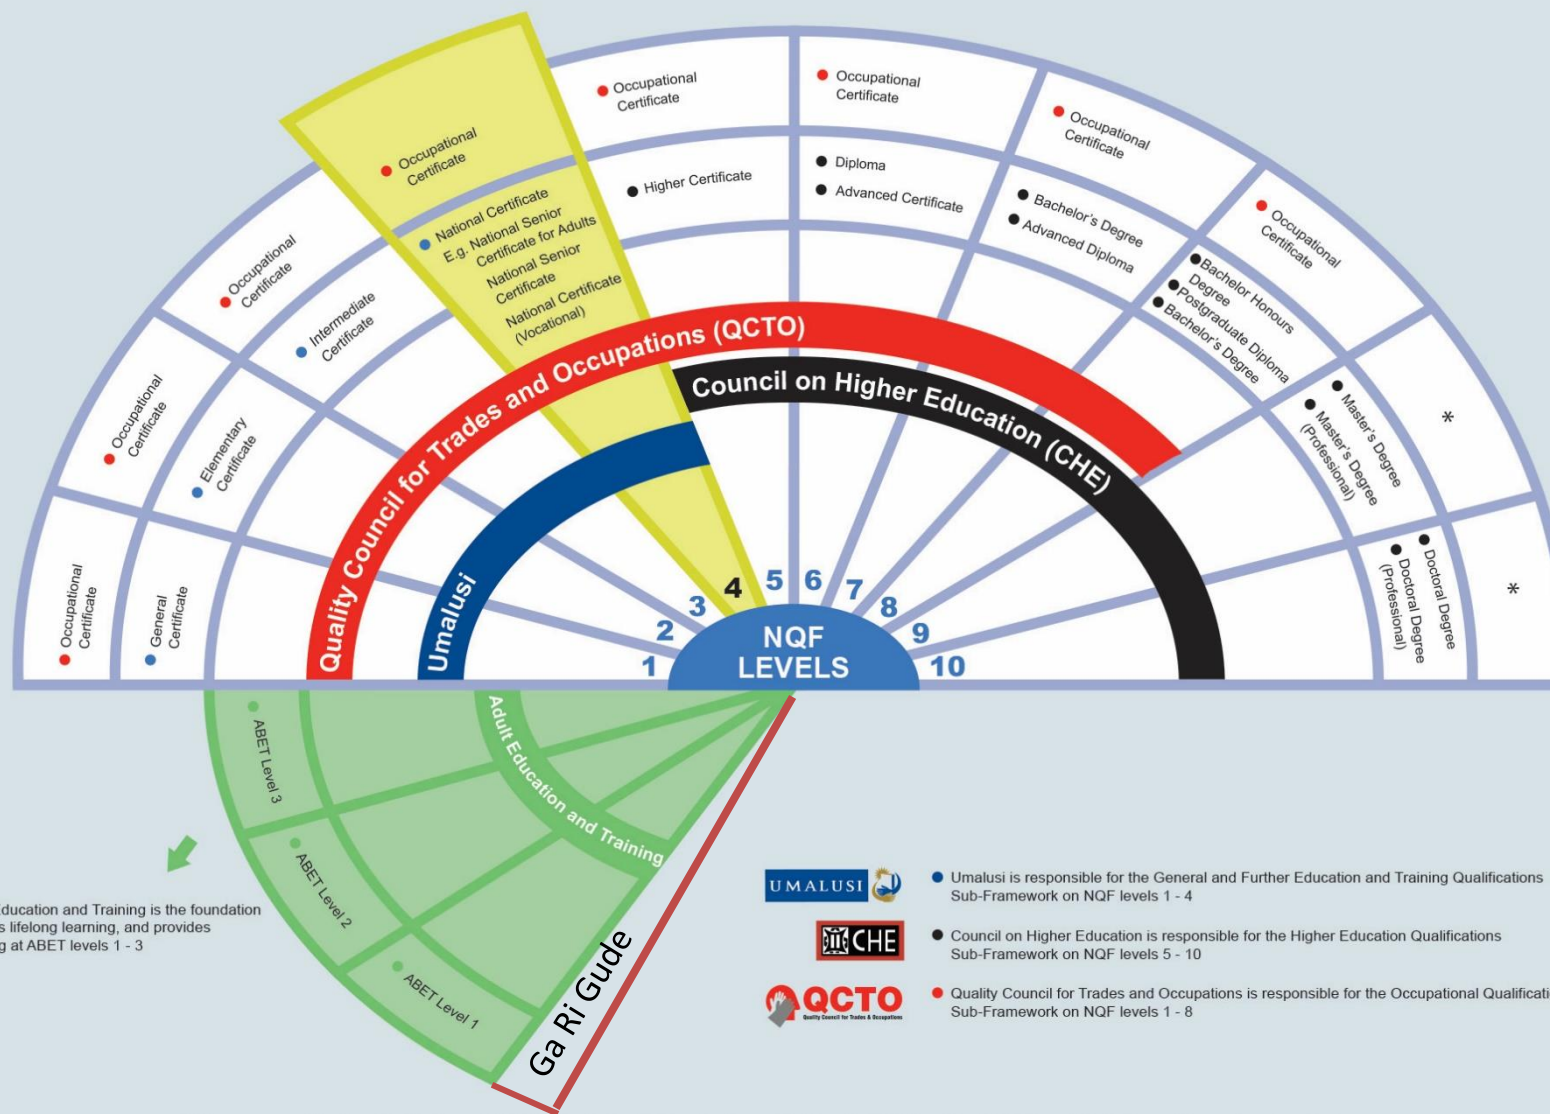 Occupational
Certificate
General
Certificate
Occupational
Certificate
Elementary
Certificate
Occupational
Certificate
Intermediate
Certificate
Occupational
Certificate
National Certificate
E.g. National Senior
Certificate for Adults
National Senior
Certificate
National Certificate
(Vocational)
Occupational
Certificate
Higher Certificate
Occupational
Certificate
Diploma
Advanced Certificate
Occupational
Certificate
Bachelor's Degree
Advanced Diploma
Occupational
Certificate
Bachelor Honours
Degree
Postgraduate Diploma
Bachelor's Degree
*
Master's Degree
Master's Degree
(Professional)
*
Doctoral Degree
Doctoral Degree
(Professional)
Quality Council for Trades and Occupations (QCTO)
Council on Higher Education (CHE)
Umalusi
1
2
3
4
5
6
7
8
9
10
NQF
LEVELS
Adult Education and Training
ABET Level 3
ABET Level 2
ABET Level 1
Ga Ri Gude
Education and Training is the foundation
s lifelong learning, and provides
g at ABET levels 1 - 3
UMALUSI
Umalusi is responsible for the General and Further Education and Training Qualifications
Sub-Framework on NQF levels 1 - 4
CHE
Council on Higher Education is responsible for the Higher Education Qualifications
Sub-Framework on NQF levels 5 - 10
QCTO
Quality Council for Trades & Occupations
Quality Council for Trades and Occupations is responsible for the Occupational Qualificati
Sub-Framework on NQF levels 1 - 8